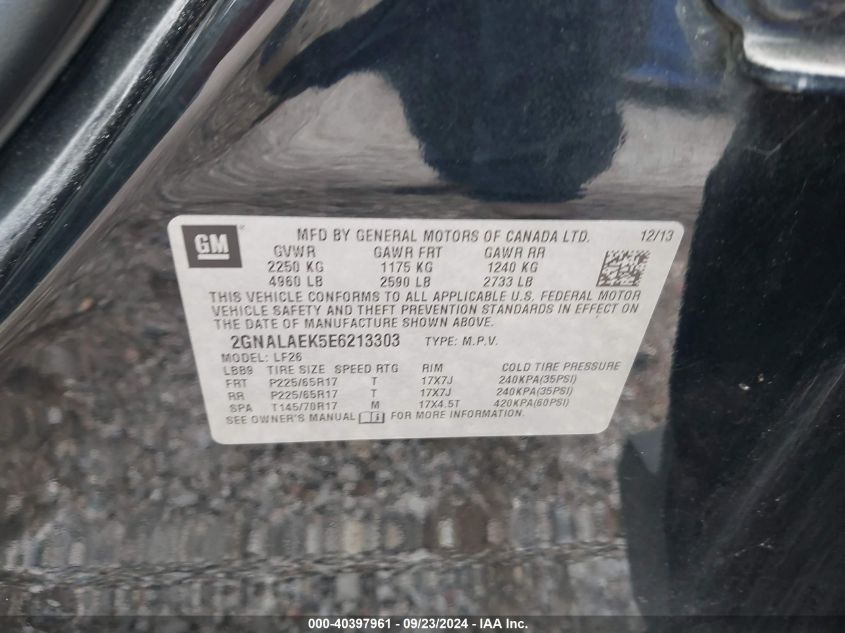 GM
MFD BY GENERAL MOTORS OF CANADA LTD. 12/13
GVWR GAWR FRT GAWR RR
2250 KG 1175 KG 1240 KG
4960 LB 2590 LB 2733 LB
THIS VEHICLE CONFORMS TO ALL APPLICABLE U.S. FEDERAL MOTOR
VEHICLE SAFETY AND THEFT PREVENTION STANDARDS IN EFFECT ON
THE DATE OF MANUFACTURE SHOWN ABOVE.
2GNALAEK5E6213303 TYPE: M.P.V.
MODEL: LF26
LBB9 TIRE SIZE SPEED RTG RIM COLD TIRE PRESSURE
FRT P225/65R17 T 17X7J 240KPA(35PSI)
RR P225/65R17 T 17X7J 240KPA(35PSI)
SPA T145/70R17 M 17X4.5T 420KPA(60PSI)
SEE OWNER'S MANUAL FOR MORE INFORMATION.
000-40397961 - 09/23/2024 - IAAI.com